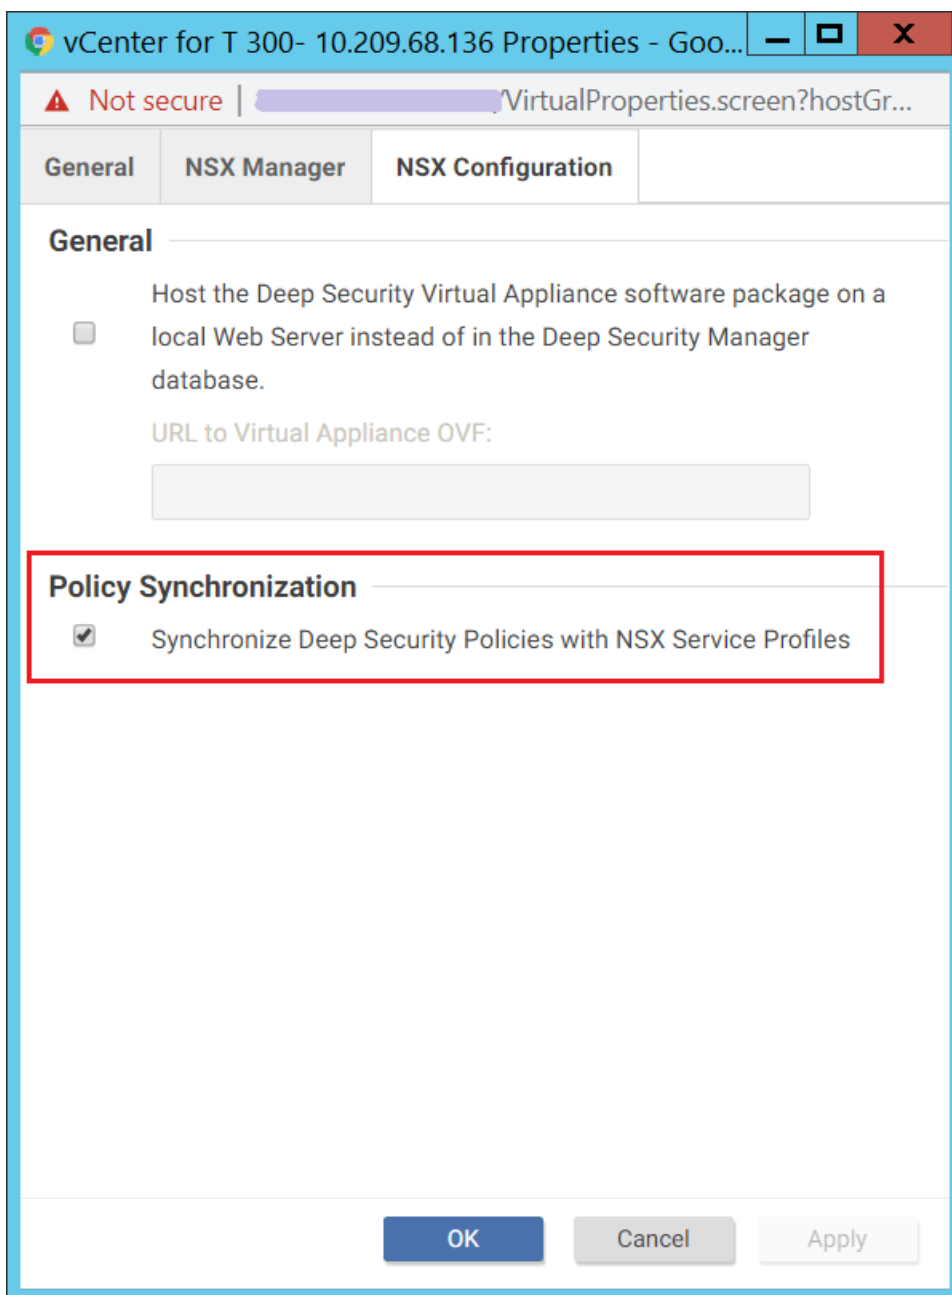 vCenter for T 300- 10.209.68.136 Properties - Goo...
Not secure | /VirtualProperties.screen?hostGr...
General NSX Manager NSX Configuration
General
Host the Deep Security Virtual Appliance software package on a
local Web Server instead of in the Deep Security Manager
database.
URL to Virtual Appliance OVF:
Policy Synchronization
Synchronize Deep Security Policies with NSX Service Profiles
OK Cancel Apply